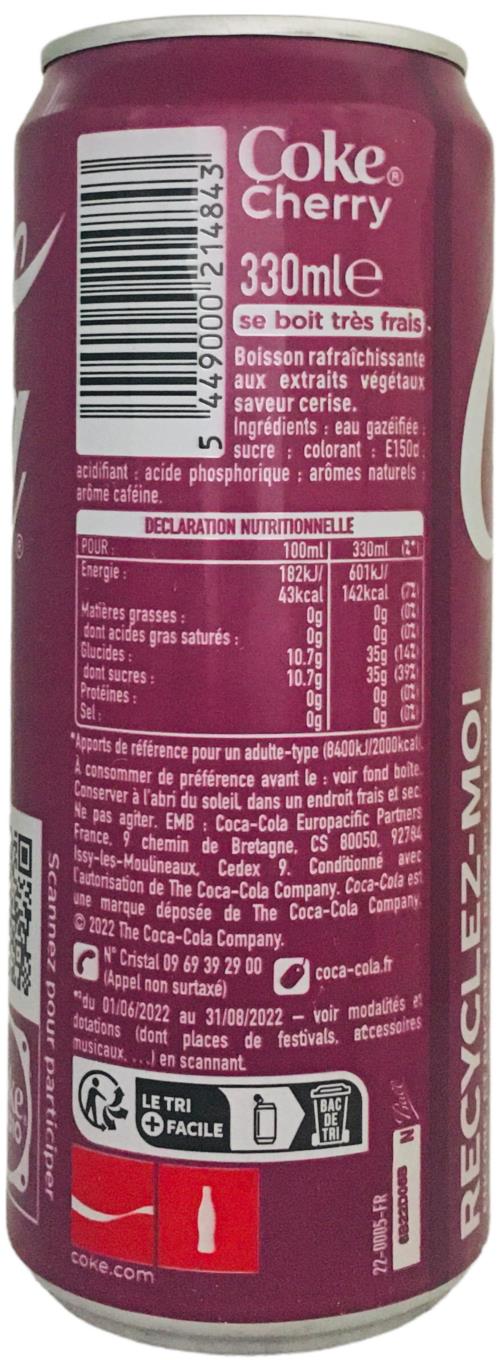 Coke®
Cherry
330ml℮
se boit très frais
Boisson rafraîchissante
aux extraits végétaux
saveur cerise.
Ingrédients : eau gazéifiée ;
sucre ; colorant : E150d ;
acidifiant : acide phosphorique ; arômes naturels ;
arôme caféine.
5 449000 214843
DECLARATION NUTRITIONNELLE
POUR : 100ml 330ml (%*)
Energie : 182kJ/ 601kJ/
43kcal 142kcal (7%)
Matières grasses : 0g 0g (0%)
dont acides gras saturés : 0g 0g (0%)
Glucides : 10.7g 35g (14%)
dont sucres : 10.7g 35g (39%)
Protéines : 0g 0g (0%)
Sel : 0g 0g (0%)
*Apports de référence pour un adulte-type (8400kJ/2000kcal).
À consommer de préférence avant le : voir fond boîte.
Conserver à l'abri du soleil, dans un endroit frais et sec.
Ne pas agiter. EMB : Coca-Cola Europacific Partners
France, 9 chemin de Bretagne, CS 80050, 92784
Issy-les-Moulineaux, Cedex 9. Conditionné avec
l'autorisation de The Coca-Cola Company. Coca-Cola est
une marque déposée de The Coca-Cola Company.
© 2022 The Coca-Cola Company.
N° Cristal 09 69 39 29 00
(Appel non surtaxé)
coca-cola.fr
**du 01/06/2022 au 31/08/2022 – voir modalités et
dotations (dont places de festivals, accessoires
musicaux, ...) en scannant.
LE TRI
+ FACILE
BAC
DE
TRI
coke.com
22-0005-FR
N
RECYCLEZ-MOI
Scannez pour participer